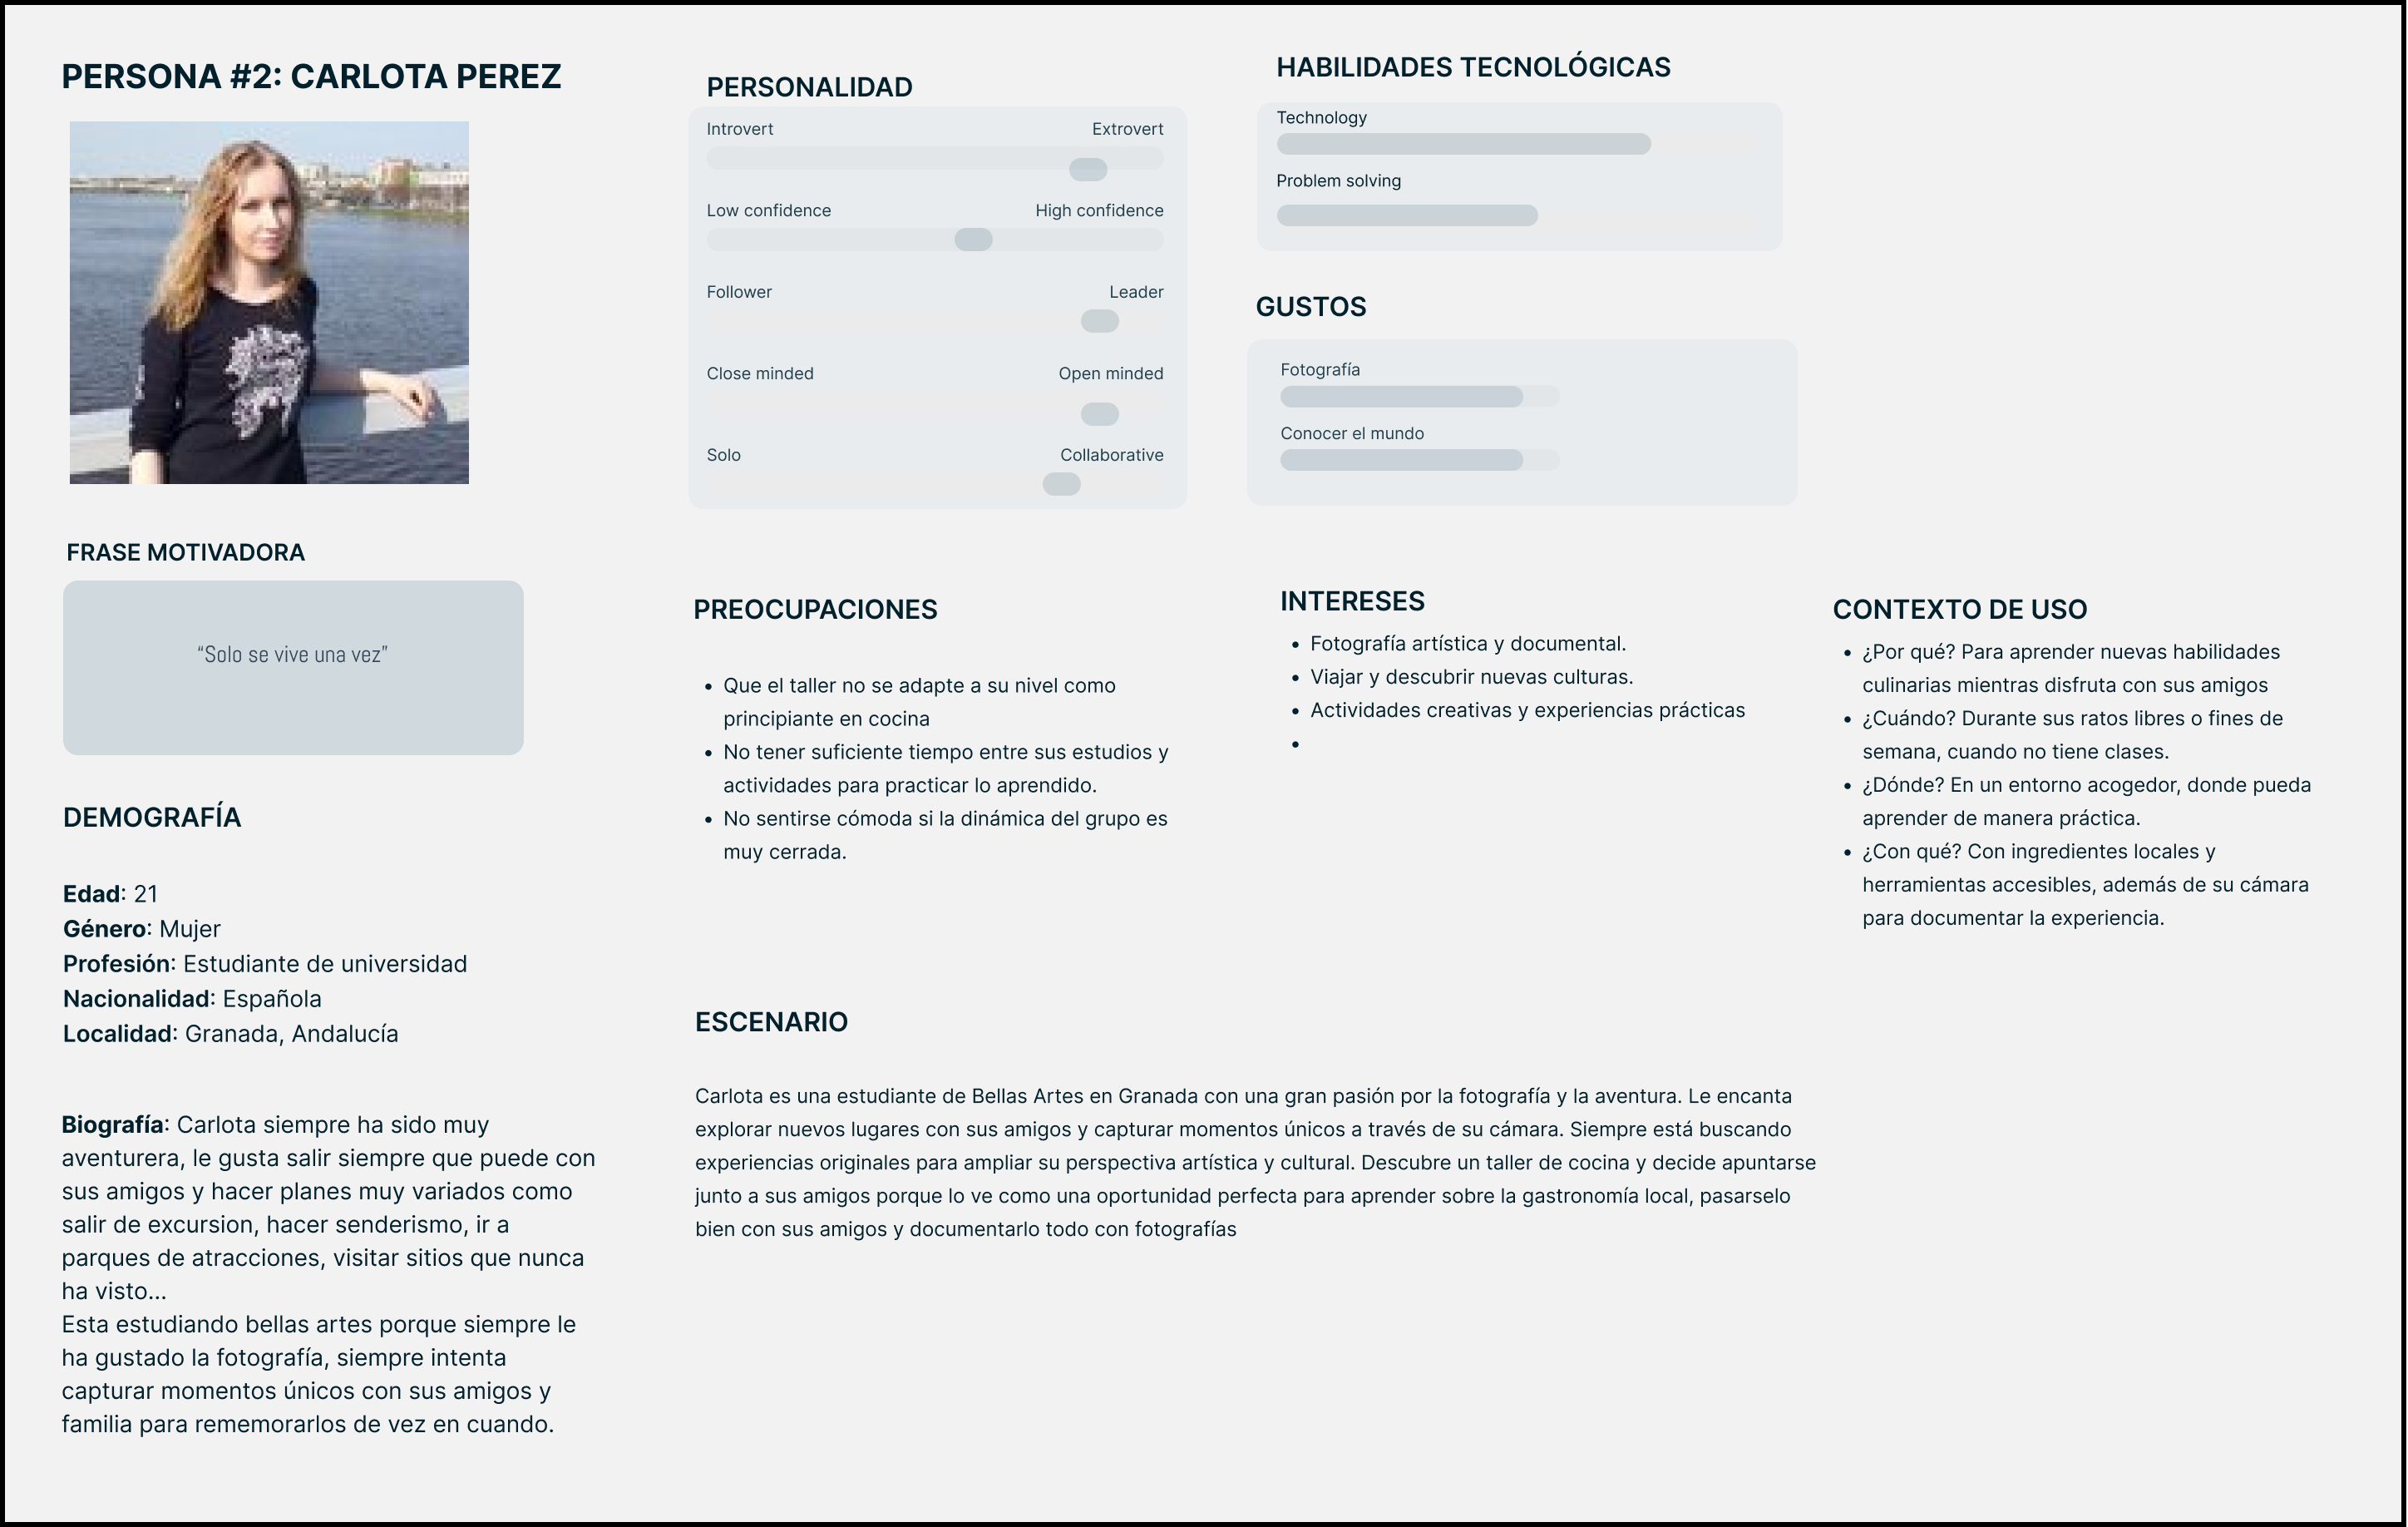 PERSONA #2: CARLOTA PEREZ
FRASE MOTIVADORA
“Solo se vive una vez”
DEMOGRAFÍA
Edad: 21
Género: Mujer
Profesión: Estudiante de universidad
Nacionalidad: Española
Localidad: Granada, Andalucía
Biografía: Carlota siempre ha sido muy
aventurera, le gusta salir siempre que puede con
sus amigos y hacer planes muy variados como
salir de excursion, hacer senderismo, ir a
parques de atracciones, visitar sitios que nunca
ha visto...
Esta estudiando bellas artes porque siempre le
ha gustado la fotografía, siempre intenta
capturar momentos únicos con sus amigos y
familia para rememorarlos de vez en cuando.
PERSONALIDAD
Introvert Extrovert
Low confidence High confidence
Follower Leader
Close minded Open minded
Solo Collaborative
HABILIDADES TECNOLÓGICAS
Technology
Problem solving
GUSTOS
Fotografía
Conocer el mundo
PREOCUPACIONES
• Que el taller no se adapte a su nivel como
principiante en cocina
• No tener suficiente tiempo entre sus estudios y
actividades para practicar lo aprendido.
• No sentirse cómoda si la dinámica del grupo es
muy cerrada.
INTERESES
• Fotografía artística y documental.
• Viajar y descubrir nuevas culturas.
• Actividades creativas y experiencias prácticas
•
CONTEXTO DE USO
• ¿Por qué? Para aprender nuevas habilidades
culinarias mientras disfruta con sus amigos
• ¿Cuándo? Durante sus ratos libres o fines de
semana, cuando no tiene clases.
• ¿Dónde? En un entorno acogedor, donde pueda
aprender de manera práctica.
• ¿Con qué? Con ingredientes locales y
herramientas accesibles, además de su cámara
para documentar la experiencia.
ESCENARIO
Carlota es una estudiante de Bellas Artes en Granada con una gran pasión por la fotografía y la aventura. Le encanta
explorar nuevos lugares con sus amigos y capturar momentos únicos a través de su cámara. Siempre está buscando
experiencias originales para ampliar su perspectiva artística y cultural. Descubre un taller de cocina y decide apuntarse
junto a sus amigos porque lo ve como una oportunidad perfecta para aprender sobre la gastronomía local, pasarselo
bien con sus amigos y documentarlo todo con fotografías